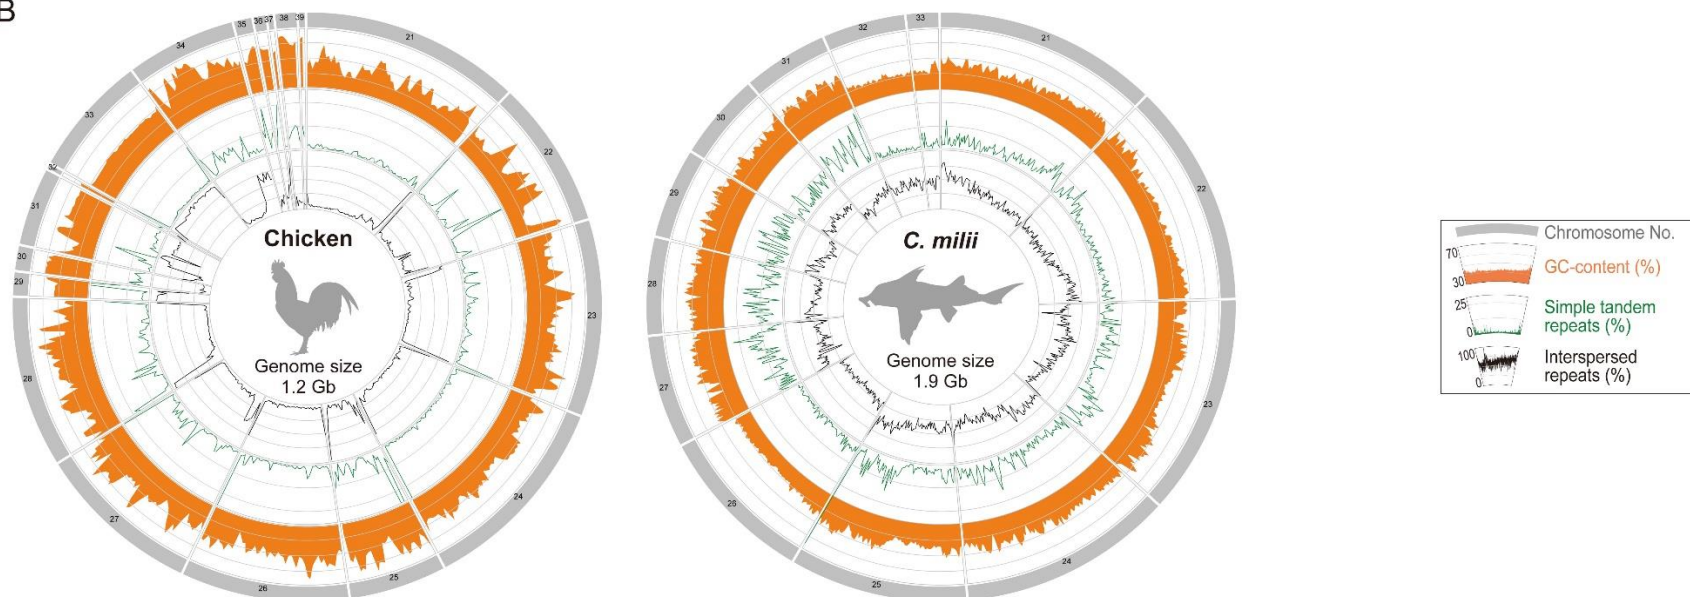 B
35
36
37
38
39
21
22
23
24
25
26
27
28
29
30
31
32
33
34
Chicken
Genome size
1.2 Gb
21
22
23
24
25
26
27
28
29
30
31
32
33
C. milii
Genome size
1.9 Gb
Chromosome No.
70
30
GC-content (%)
25
0
Simple tandem
repeats (%)
100
0
Interspersed
repeats (%)